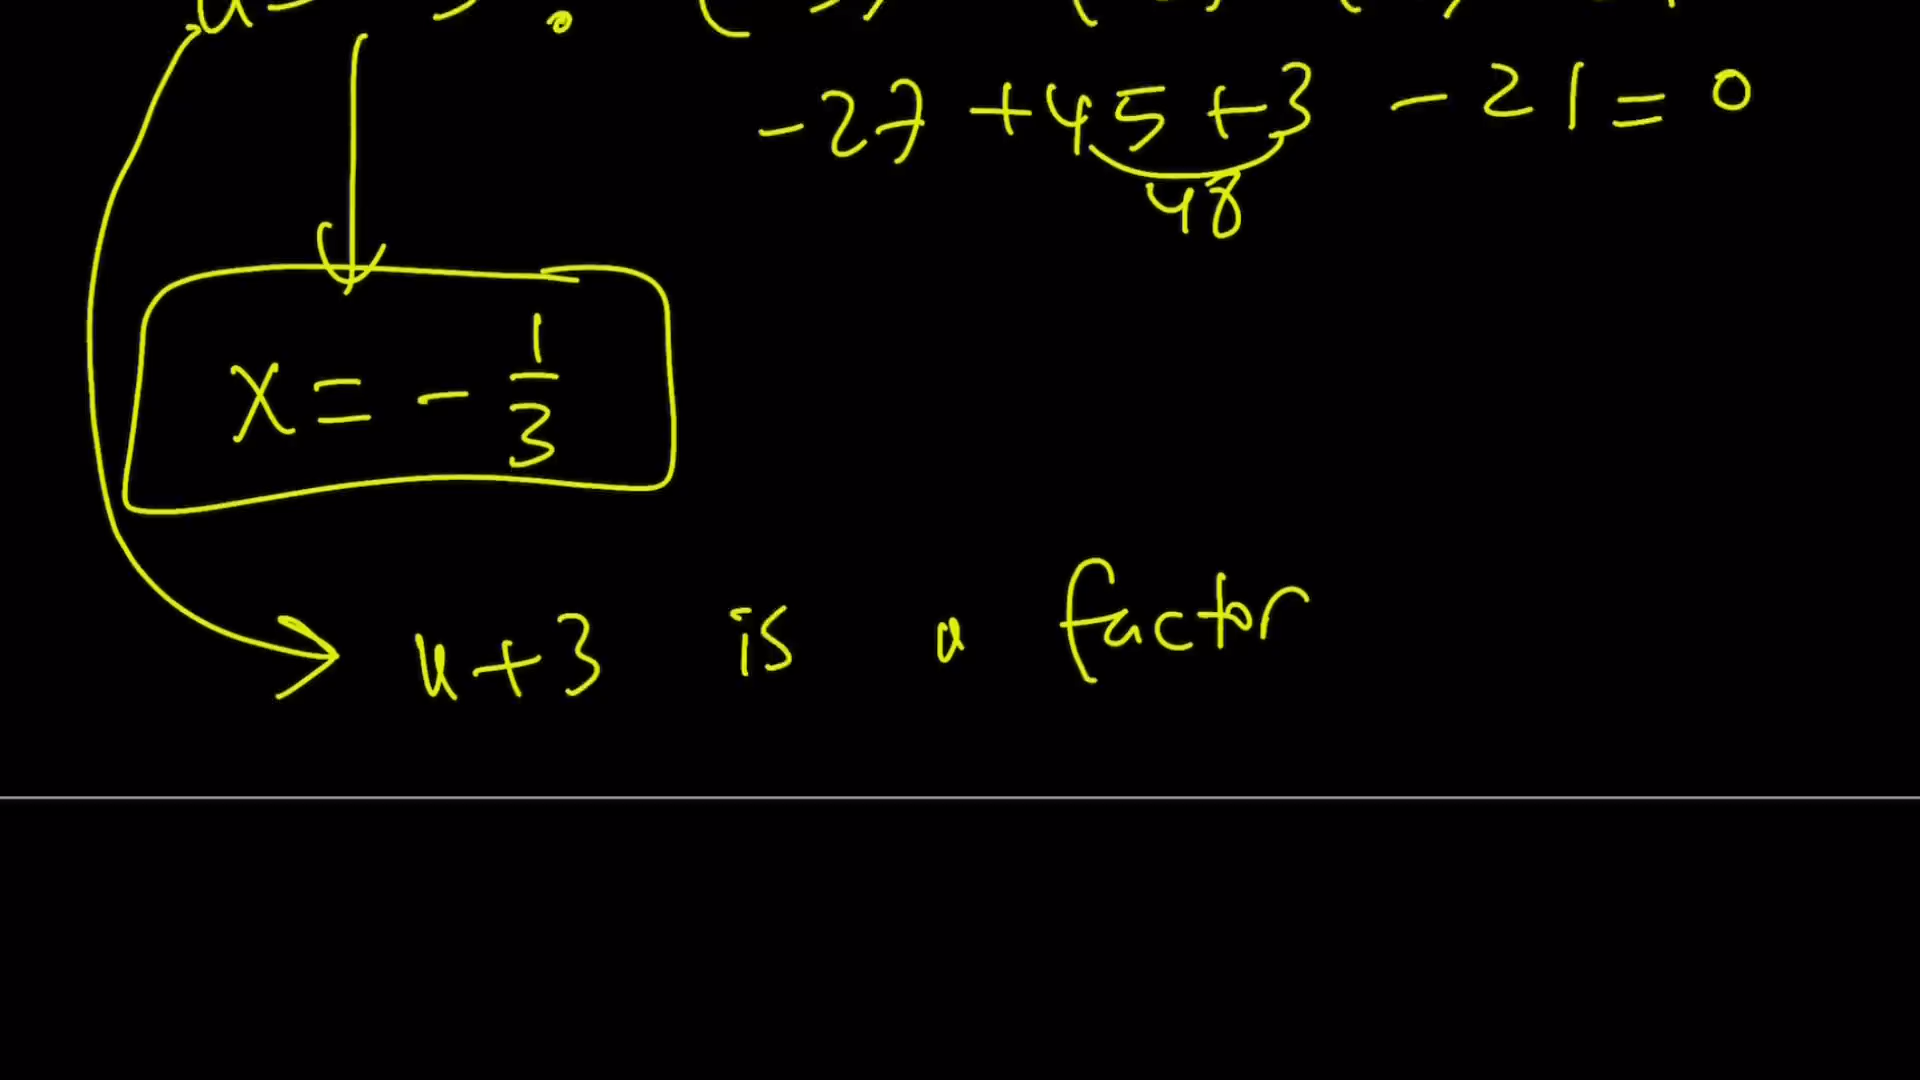 -27 +45 +3 - 21 = 0
48
x = - 1/3
u+3 is a factor